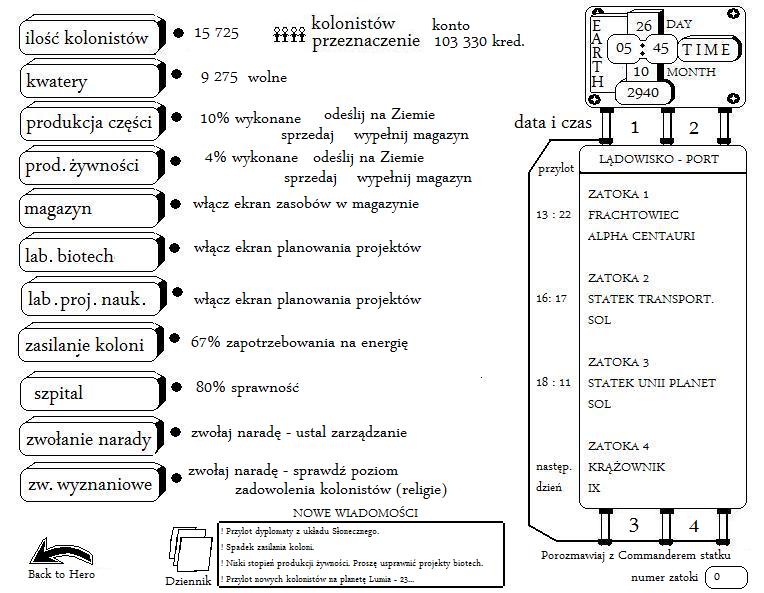 ilość kolonistów
15 725
kolonistów
przeznaczenie
konto
103 330 kred.
kwatery
9 275 wolne
produkcja części
10% wykonane odeślij na Ziemie
sprzedaj wypełnij magazyn
prod. żywności
4% wykonane odeślij na Ziemie
sprzedaj wypełnij magazyn
magazyn
włącz ekran zasobów w magazynie
lab. biotech
włącz ekran planowania projektów
lab. proj. nauk.
włącz ekran planowania projektów
zasilanie koloni
67% zapotrzebowania na energię
szpital
80% sprawność
zwołanie narady
zwołaj naradę - ustal zarządzanie
zw. wyznaniowe
zwołaj naradę - sprawdź poziom
zadowolenia kolonistów (religie)
NOWE WIADOMOŚCI
! Przylot dyplomaty z układu Słonecznego.
! Spadek zasilania koloni.
! Niski stopień produkcji żywności. Proszę usprawnić projekty biotech.
! Przylot nowych kolonistów na planetę Lumia - 23...
Back to Hero
Dziennik
EARTH
26 DAY
05 : 45 TIME
10 MONTH
2940
data i czas
1 2
przylot
LĄDOWISKO - PORT
ZATOKA 1
13 : 22 FRACHTOWIEC
ALPHA CENTAURI
ZATOKA 2
16: 17 STATEK TRANSPORT.
SOL
ZATOKA 3
18 : 11 STATEK UNII PLANET
SOL
ZATOKA 4
następ. KRĄŻOWNIK
dzień IX
3 4
Porozmawiaj z Commanderem statku
numer zatoki 0